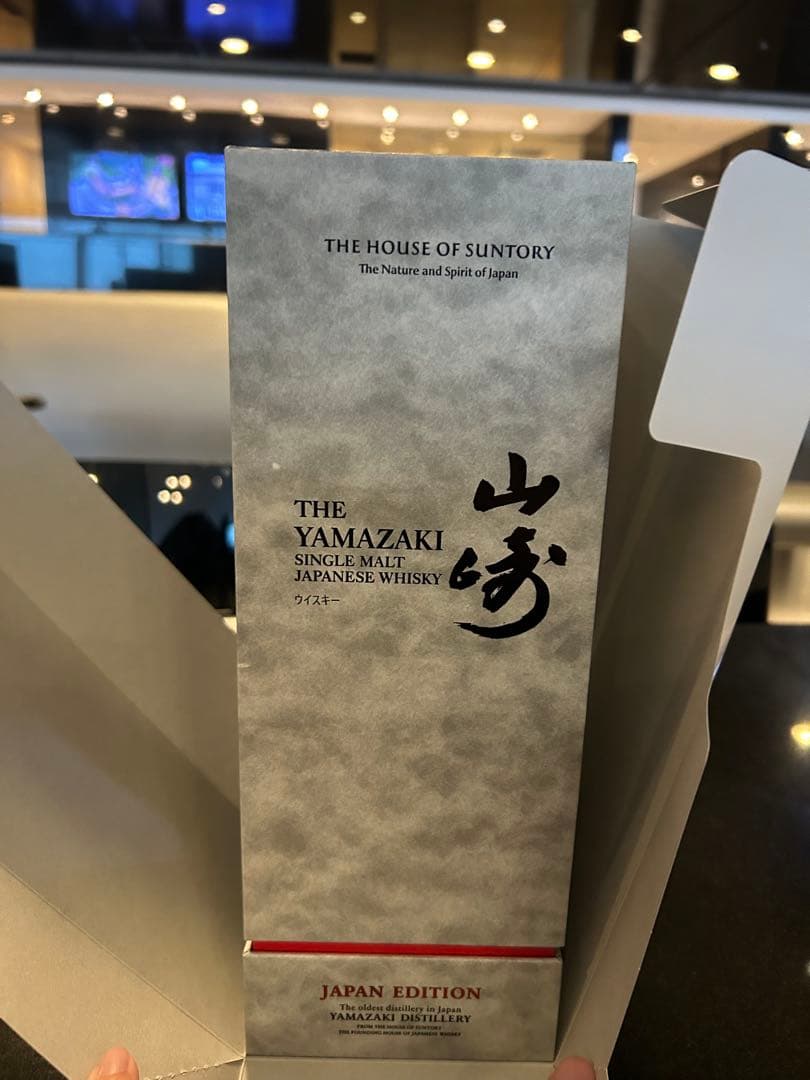 THE HOUSE OF SUNTORY
The Nature and Spirit of Japan
山崎
THE
YAMAZAKI
SINGLE MALT
JAPANESE WHISKY
ウイスキー
JAPAN EDITION
The oldest distillery in Japan
YAMAZAKI DISTILLERY
FROM THE HOUSE OF SUNTORY
THE FOUNDING HOUSE OF JAPANESE WHISKY